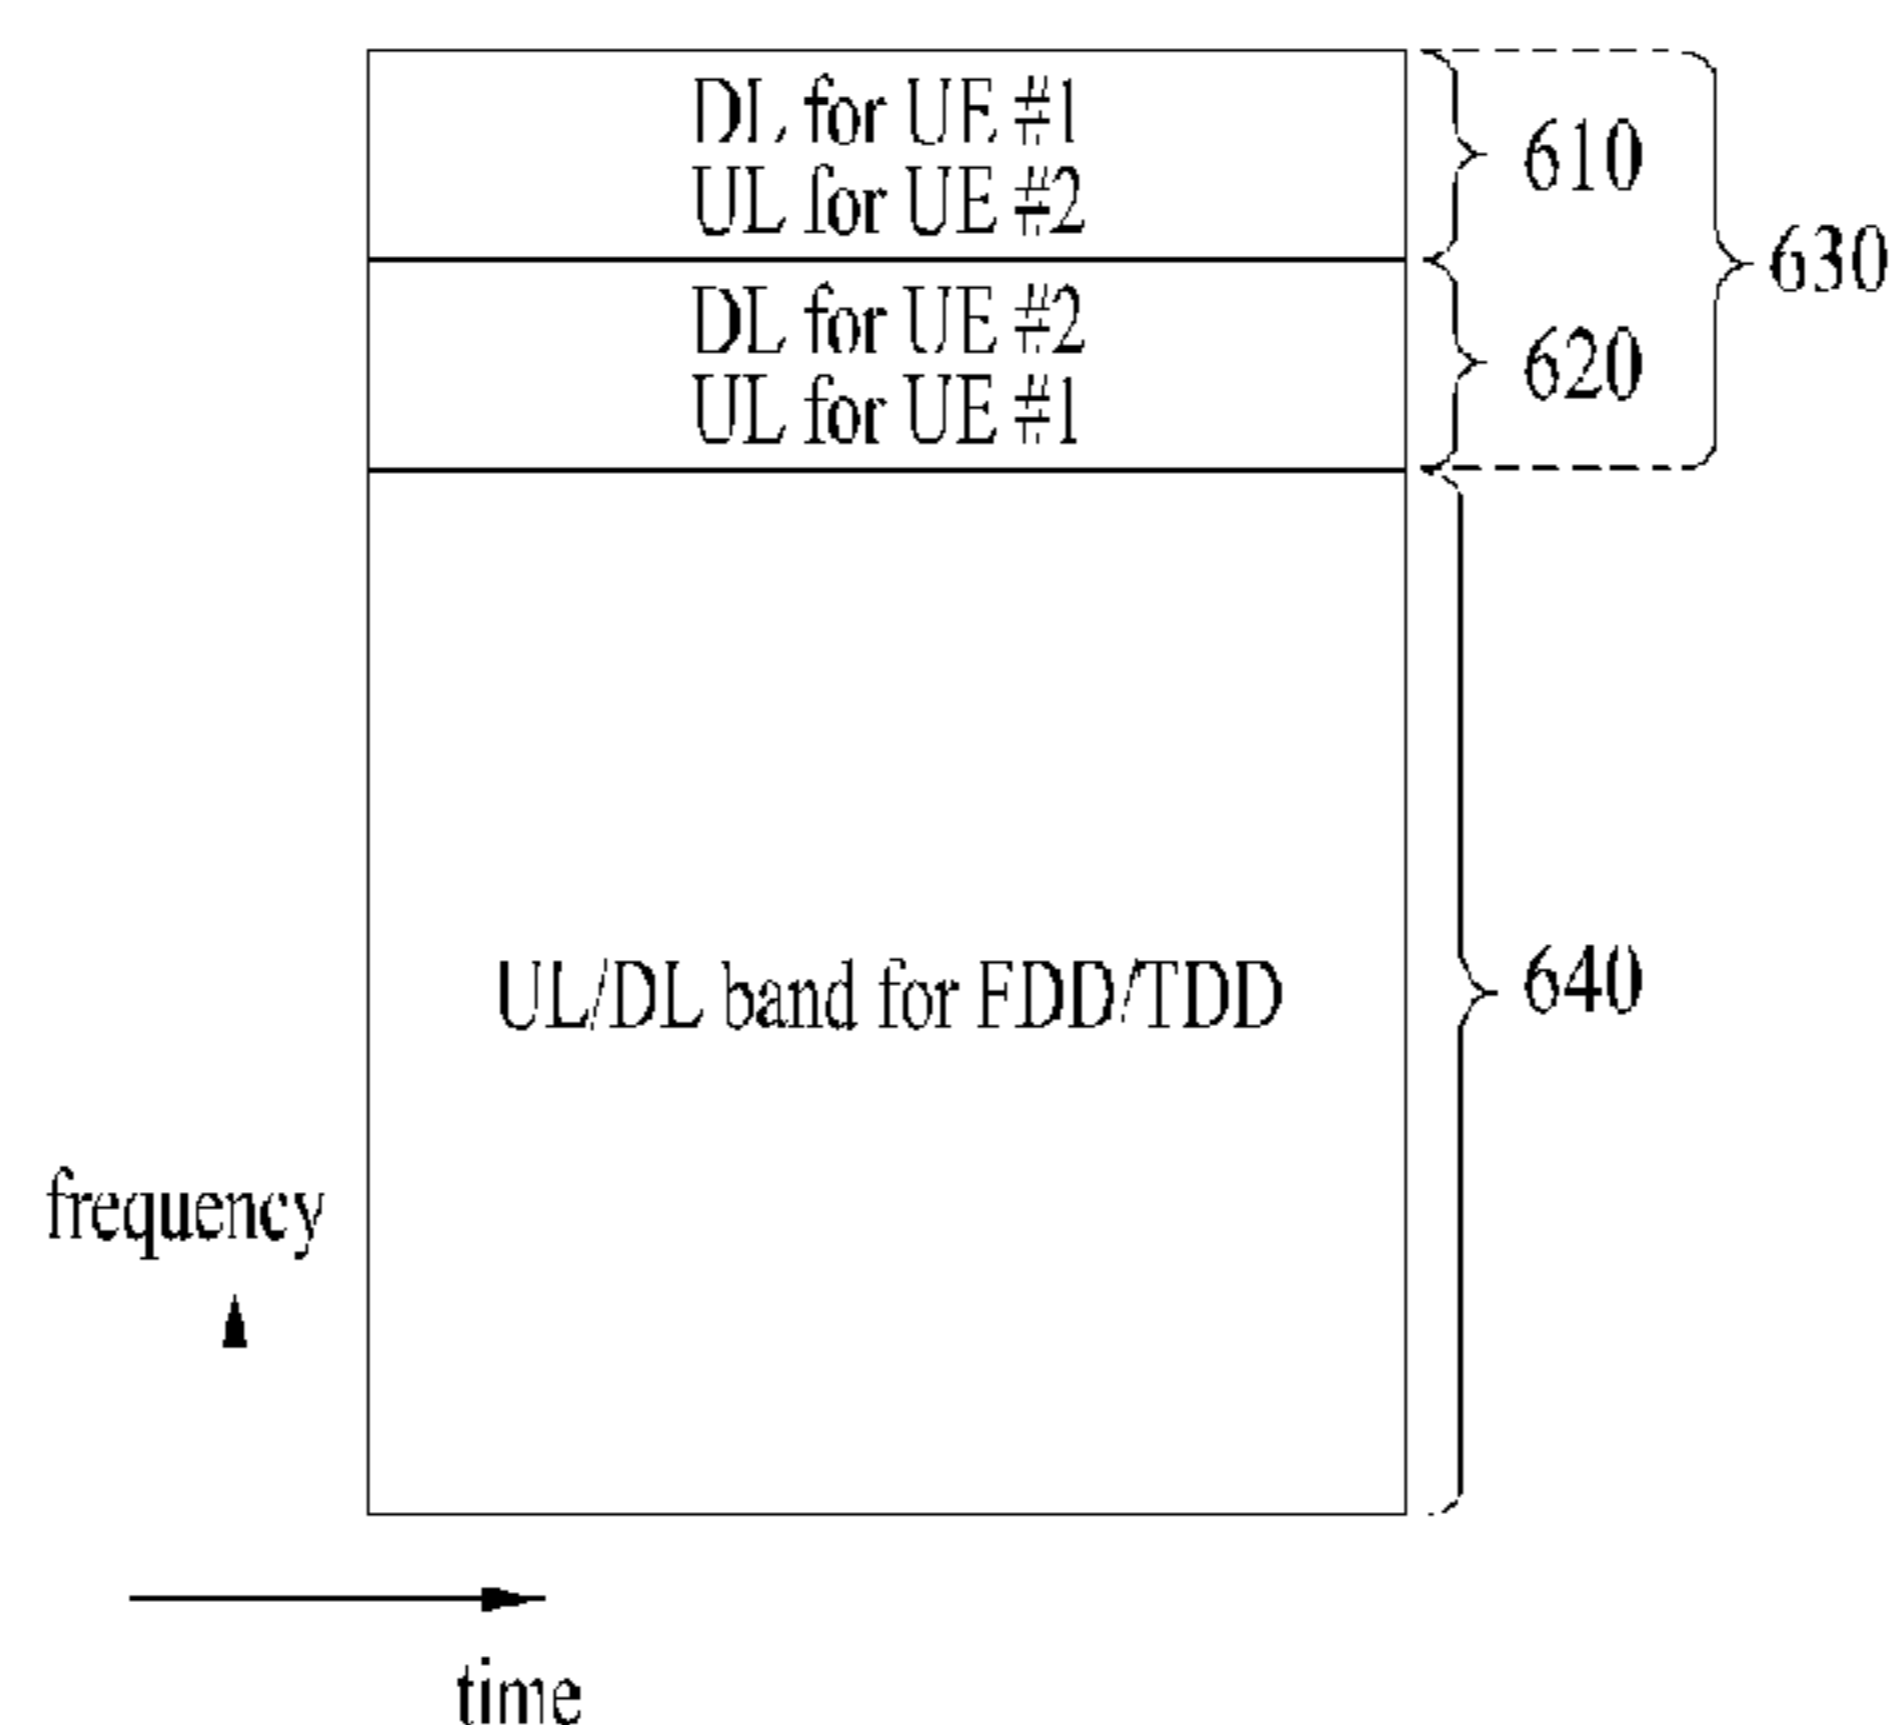 DL for UE #1
UL for UE #2
610
630
DL for UE #2
UL for UE #1
620
UL/DL band for FDD/TDD
640
frequency
time